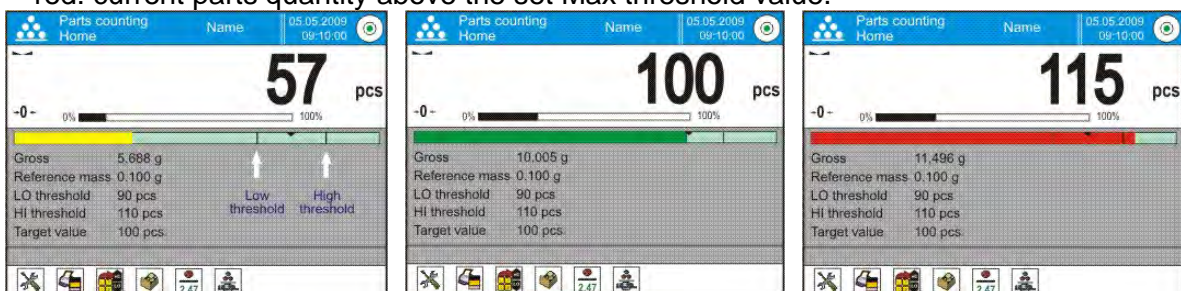 red: current parts quantity above the set Max threshold value.
Parts counting
Home
Name
05.05.2009
09:10:00
57 pcs
-0-
0%
100%
Gross 5.688 g
Reference mass 0.100 g
LO threshold 90 pcs
HI threshold 110 pcs
Target value 100 pcs
Low threshold
High threshold
2.47
Parts counting
Home
Name
05.05.2009
09:10:00
100 pcs
-0-
0%
100%
Gross 10.005 g
Reference mass 0.100 g
LO threshold 90 pcs
HI threshold 110 pcs
Target value 100 pcs
2.47
Parts counting
Home
Name
05.05.2009
09:10:00
115 pcs
-0-
0%
100%
Gross 11,496 g
Reference mass 0.100 g
LO threshold 90 pcs
HI threshold 110 pcs
Target value 100 pcs
2.47